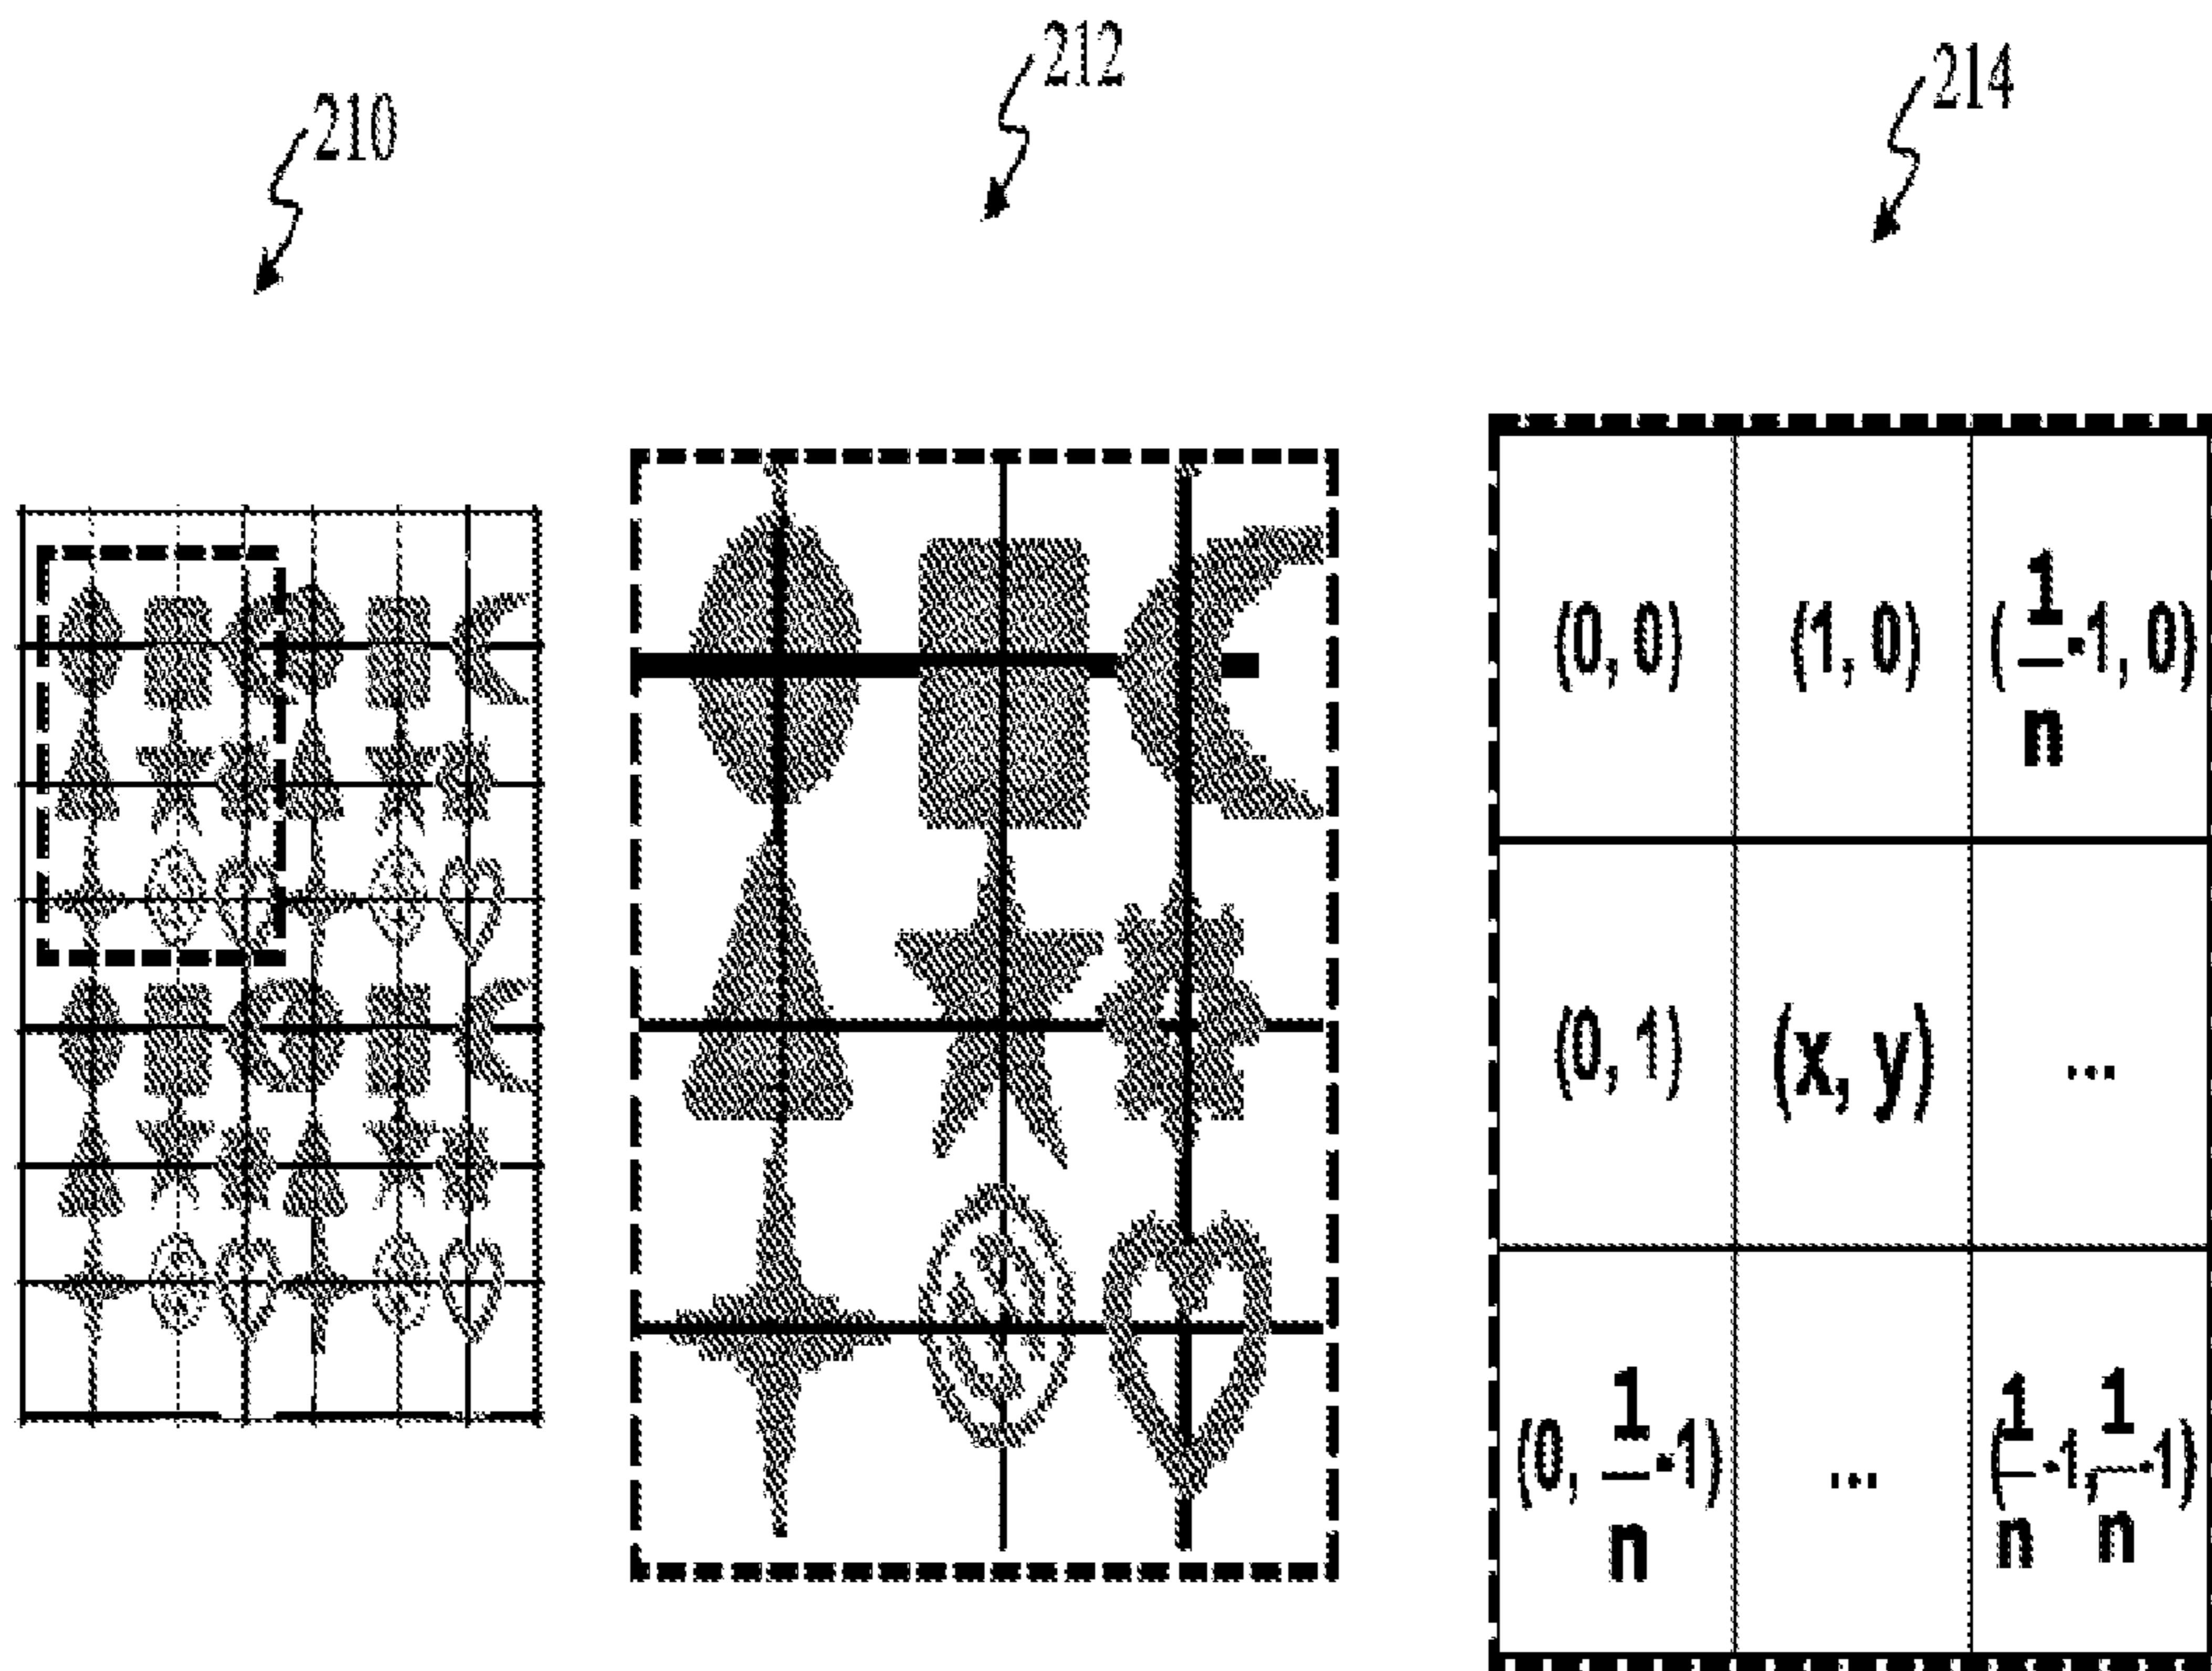 210
212
214
(0, 0)
(1, 0)
(1/n-1, 0)
(0, 1)
(x, y)
...
(0, 1/n-1)
...
(1/n-1, 1/n-1)